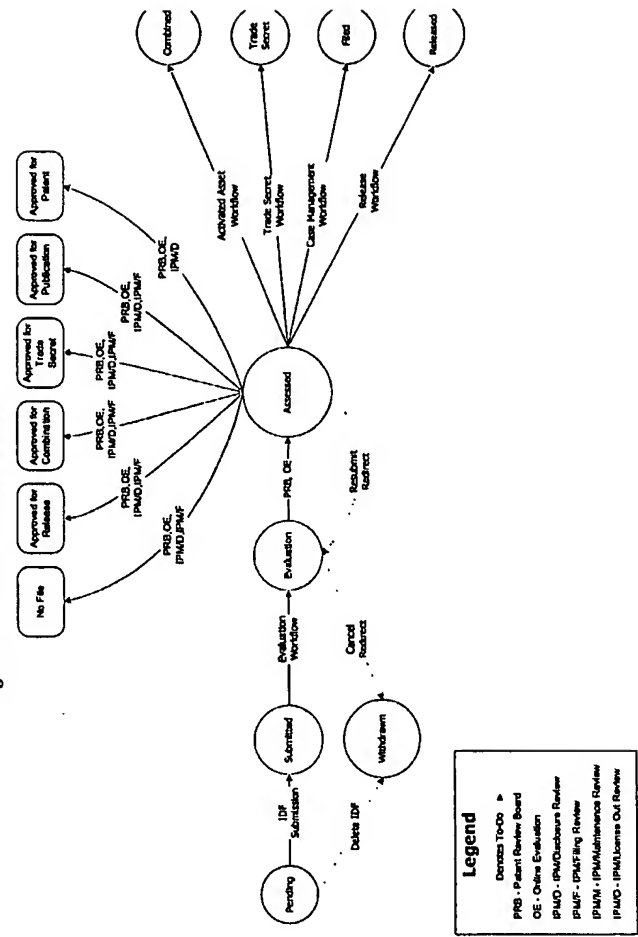 No File
Approved for
Release
Approved for
Combination
Approved for
Trade
Secret
Approved for
Publication
Approved for
Patent
PRB,OE,
IPM/D,IPM/F
PRB,OE,
IPM/D,IPM/F
PRB,OE,
IPM/D,IPM/F
PRB,OE,
IPM/D,IPM/F
PRB,OE,
IPM/D,IPM/F
PRB,OE,
IPM/D
Pending
IDF
Submission
Submitted
Evaluation
Workflow
Evaluation
PRB, OE
Assessed
Activated Asset
Workflow
Trade Secret
Workflow
Case Management
Workflow
Release
Workflow
Combined
Trade
Secret
Filed
Released
Delete IDF
Withdrawn
Cancel
Redirect
Resubmit
Redirect
Legend
Denotes To-Do ►
PRB - Patent Review Board
OE - Online Evaluation
IPM/D - IPM/Disclosure Review
IPM/F - IPM/Filing Review
IPM/M - IPM/Maintenance Review
IPM/O - IPM/License Out Review